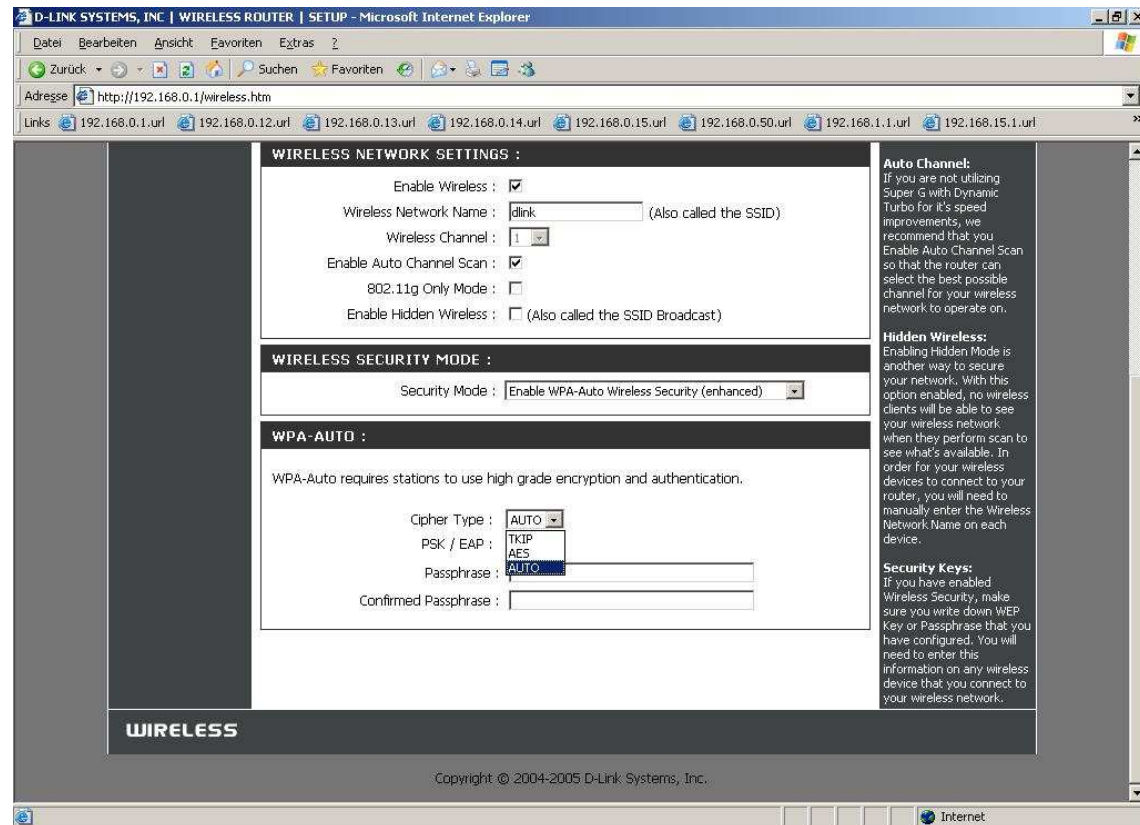 D-LINK SYSTEMS, INC | WIRELESS ROUTER | SETUP - Microsoft Internet Explorer
Datei Bearbeiten Ansicht Favoriten Extras ?
Zurück Suchen Favoriten
Adresse http://192.168.0.1/wireless.htm
Links 192.168.0.1.url 192.168.0.12.url 192.168.0.13.url 192.168.0.14.url 192.168.0.15.url 192.168.0.50.url 192.168.1.1.url 192.168.15.1.url »
WIRELESS NETWORK SETTINGS :
Enable Wireless :
Wireless Network Name : dlink (Also called the SSID)
Wireless Channel : 1
Enable Auto Channel Scan :
802.11g Only Mode :
Enable Hidden Wireless : (Also called the SSID Broadcast)
WIRELESS SECURITY MODE :
Security Mode : Enable WPA-Auto Wireless Security (enhanced)
WPA-AUTO :
WPA-Auto requires stations to use high grade encryption and authentication.
Cipher Type : AUTO
TKIP
AES
AUTO
PSK / EAP :
Passphrase :
Confirmed Passphrase :
Auto Channel:
If you are not utilizing
Super G with Dynamic
Turbo for it's speed
improvements, we
recommend that you
Enable Auto Channel Scan
so that the router can
select the best possible
channel for your wireless
network to operate on.
Hidden Wireless:
Enabling Hidden Mode is
another way to secure
your network. With this
option enabled, no wireless
clients will be able to see
your wireless network
when they perform scan to
see what's available. In
order for your wireless
devices to connect to your
router, you will need to
manually enter the Wireless
Network Name on each
device.
Security Keys:
If you have enabled
Wireless Security, make
sure you write down WEP
Key or Passphrase that you
have configured. You will
need to enter this
information on any wireless
device that you connect to
your wireless network.
WIRELESS
Copyright © 2004-2005 D-Link Systems, Inc.
Internet